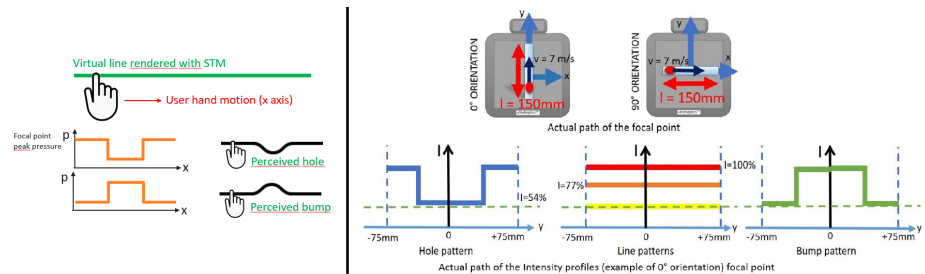 Virtual line rendered with STM
User hand motion (x axis)
Focal point
peak pressure
p
x
p
x
Perceived hole
Perceived bump
0° ORIENTATION
y
v = 7 m/s
x
l = 150mm
90° ORIENTATION
y
v = 7 m/s
x
l = 150mm
Actual path of the focal point
I
I=54%
-75mm
0
+75mm
y
Hole pattern
I
I=100%
I=77%
-75mm
0
+75mm
y
Line patterns
I
-75mm
0
+75mm
y
Bump pattern
Actual path of the Intensity profiles (example of 0° orientation) focal point